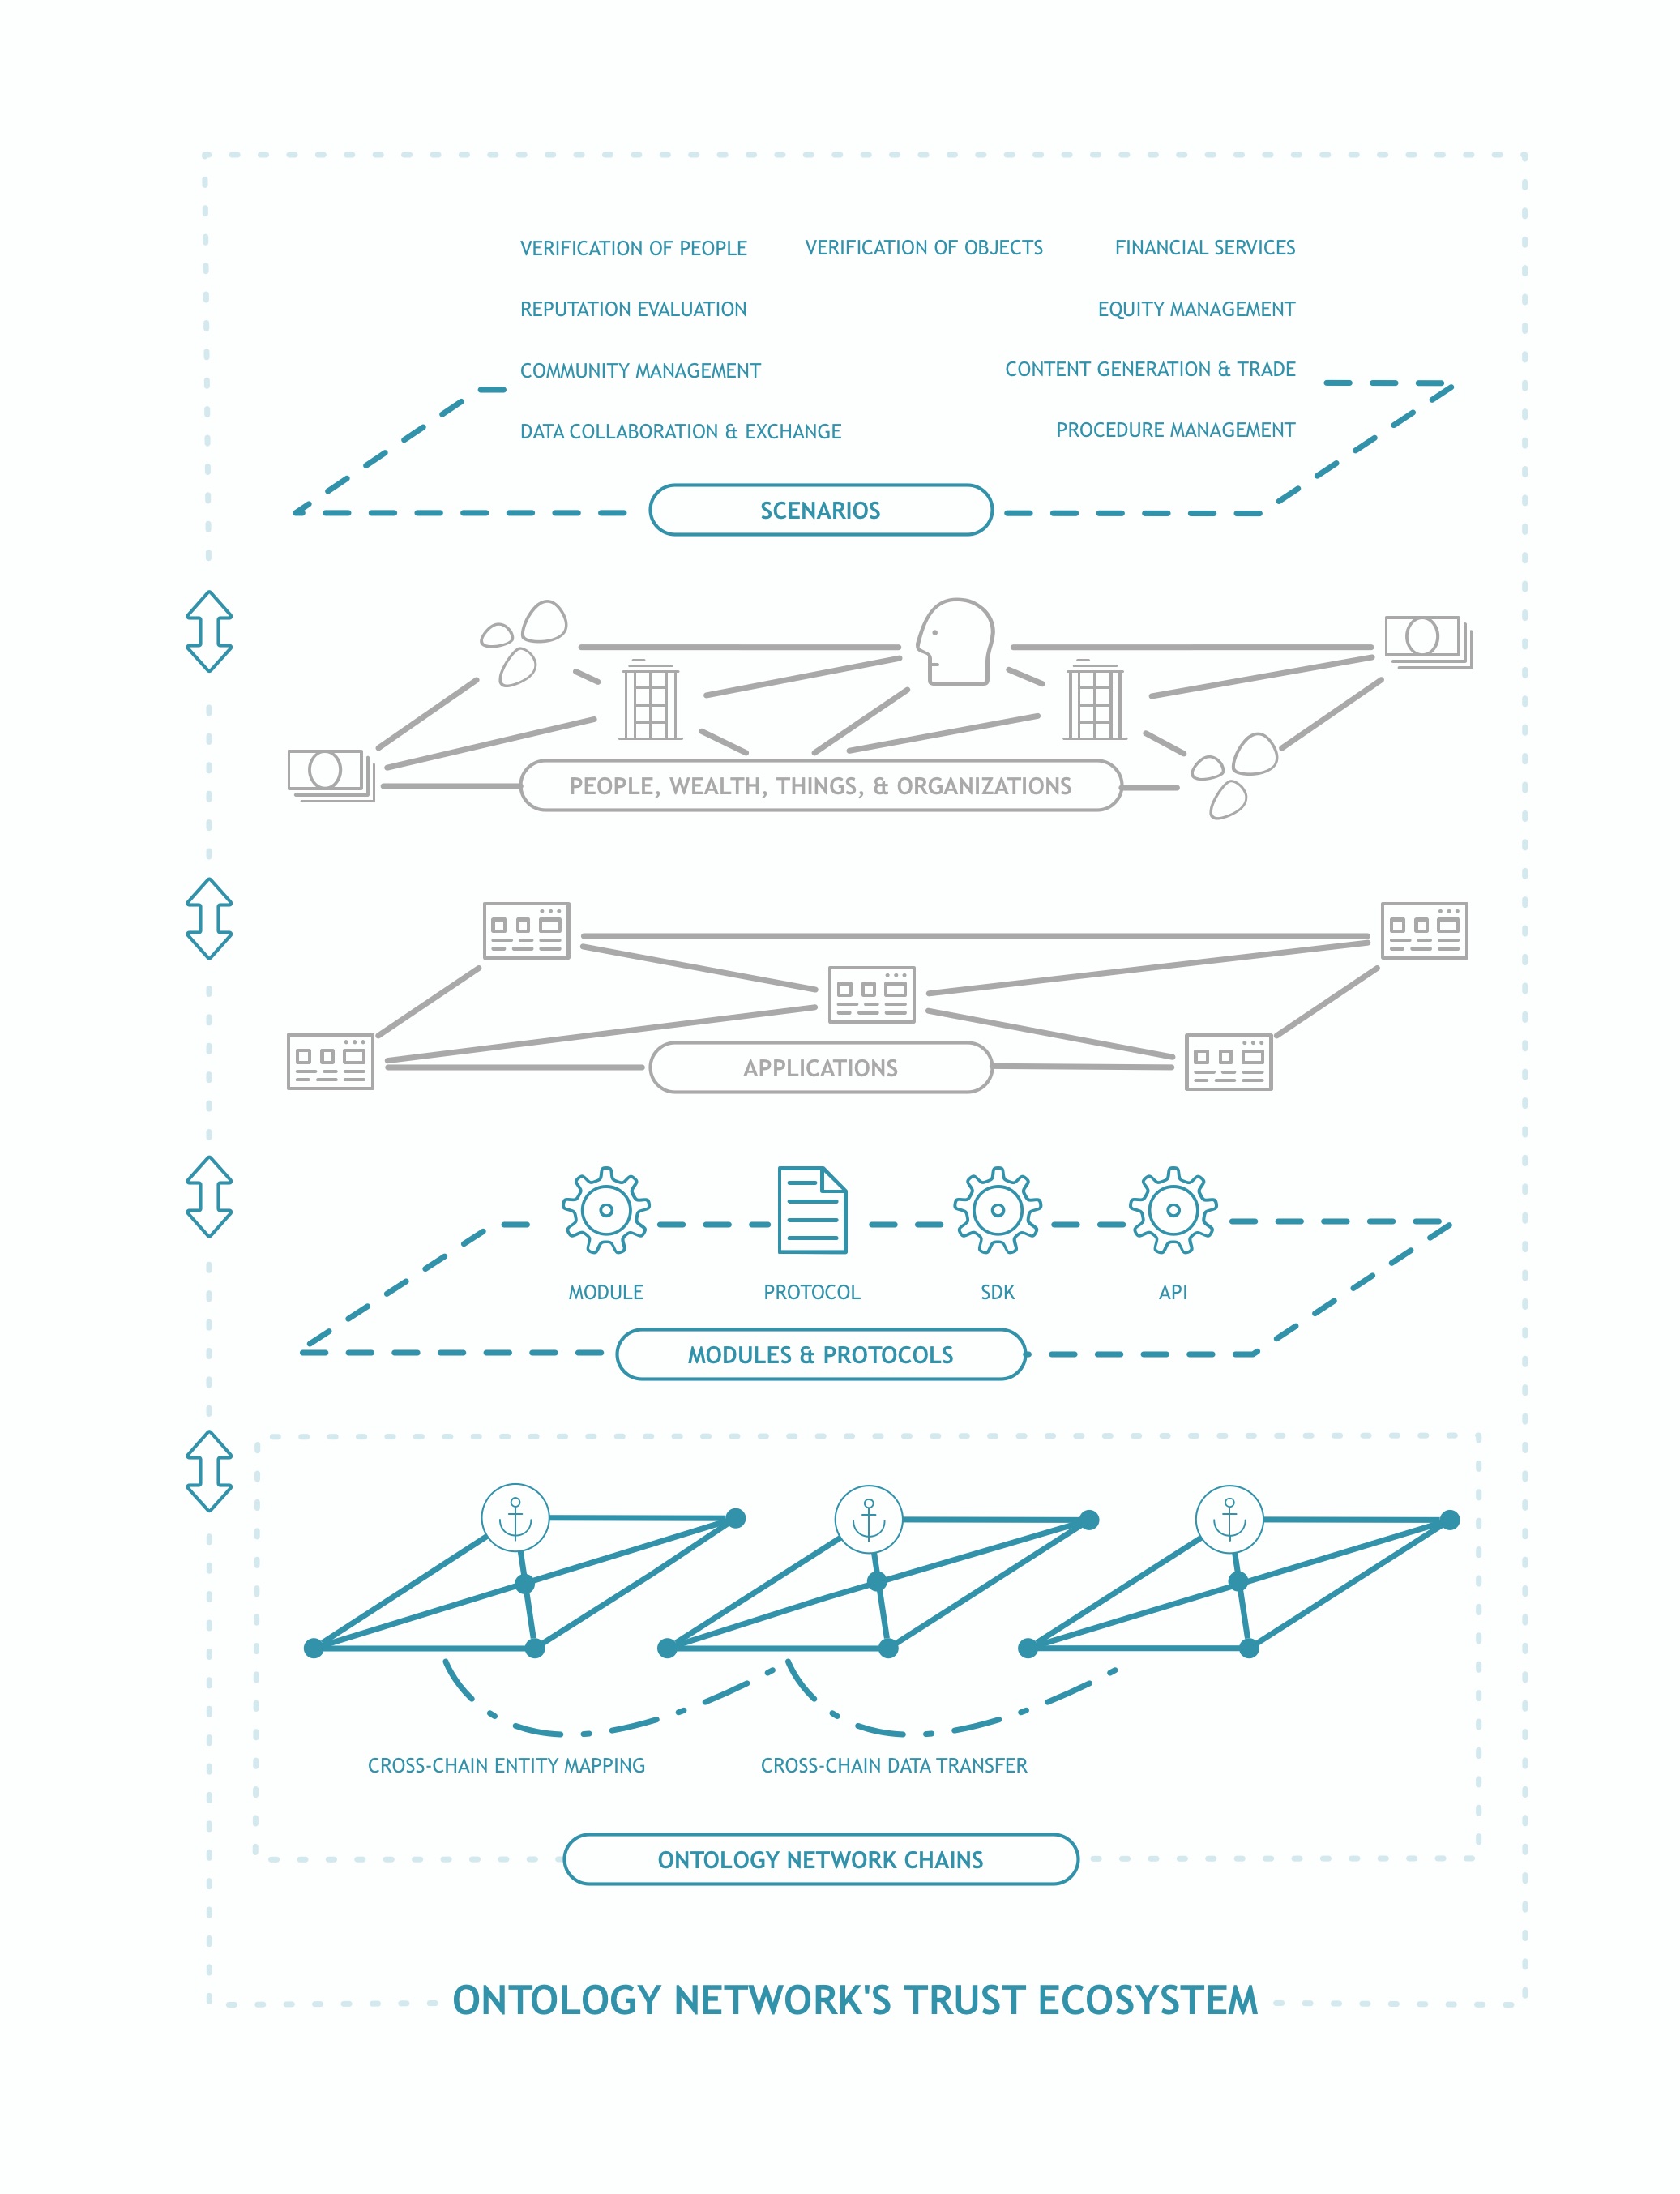 VERIFICATION OF PEOPLE VERIFICATION OF OBJECTS FINANCIAL SERVICES
REPUTATION EVALUATION EQUITY MANAGEMENT
COMMUNITY MANAGEMENT CONTENT GENERATION & TRADE
DATA COLLABORATION & EXCHANGE PROCEDURE MANAGEMENT
SCENARIOS
PEOPLE, WEALTH, THINGS, & ORGANIZATIONS
APPLICATIONS
MODULE PROTOCOL SDK API
MODULES & PROTOCOLS
CROSS-CHAIN ENTITY MAPPING CROSS-CHAIN DATA TRANSFER
ONTOLOGY NETWORK CHAINS
ONTOLOGY NETWORK'S TRUST ECOSYSTEM